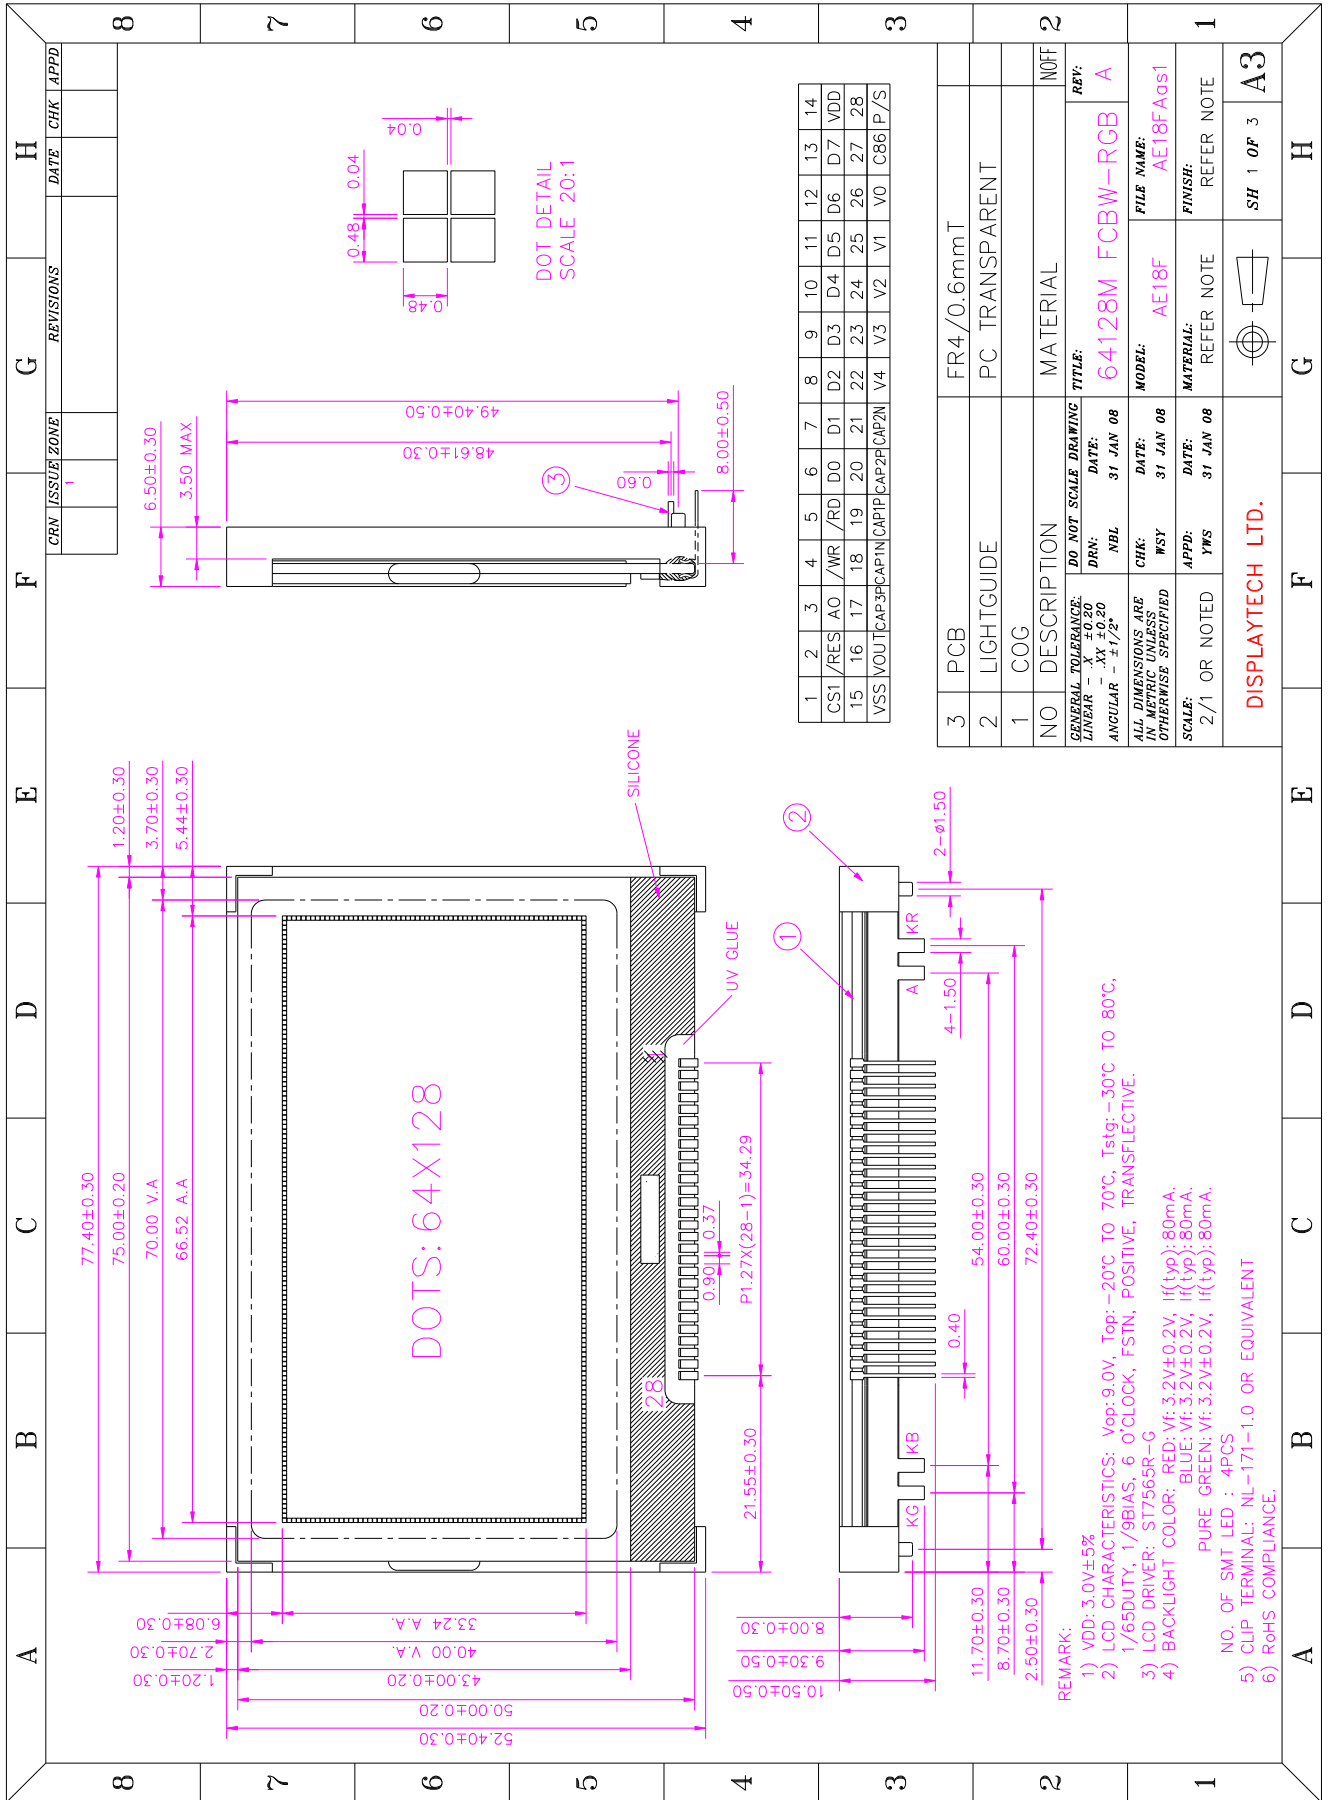 CRN ISSUE ZONE REVISIONS DATE CHK APPD
1
H G F E D C B A
8 7 6 5 4 3 2 1
77.40±0.30
75.00±0.20
70.00 V.A
66.52 A.A
1.20±0.30
3.70±0.30
5.44±0.30
DOTS: 64X128
SILICONE
UV GLUE
1
28
0.90 0.37
P1.27X(28-1)=34.29
21.55±0.30
6.08±0.30
2.70±0.30
1.20±0.30
33.24 A.A
40.00 V.A
43.00±0.20
50.00±0.20
52.40±0.30
6.50±0.30
3.50 MAX
48.61±0.30
49.40±0.50
0.60
8.00±0.50
3
0.48 0.04
0.04
0.48
DOT DETAIL
SCALE 20:1
1 2
KG KB A KR
2-ø1.50
4-1.50
0.40
54.00±0.30
60.00±0.30
72.40±0.30
11.70±0.30
8.70±0.30
2.50±0.30
8.00±0.30
9.30±0.50
10.50±0.50
1 2 3 4 5 6 7 8 9 10 11 12 13 14
CS1 /RES A0 /WR /RD D0 D1 D2 D3 D4 D5 D6 D7 VDD
15 16 17 18 19 20 21 22 23 24 25 26 27 28
VSS VOUT CAP3P CAP1N CAP1P CAP2P CAP2N V4 V3 V2 V1 V0 C86 P/S
3 PCB FR4/0.6mmT
2 LIGHTGUIDE PC TRANSPARENT
1 COG
NO DESCRIPTION MATERIAL NOFF
GENERAL TOLERANCE:
LINEAR - .X ±0.20
- .XX ±0.20
ANGULAR - ±1/2°
ALL DIMENSIONS ARE
IN METRIC UNLESS
OTHERWISE SPECIFIED
SCALE:
2/1 OR NOTED
DO NOT SCALE DRAWING
DRN: DATE:
NBL 31 JAN 08
CHK: DATE:
WSY 31 JAN 08
APPD: DATE:
YWS 31 JAN 08
TITLE:
64128M FCBW-RGB
REV:
A
MODEL:
AE18F
FILE NAME:
AE18FAas1
MATERIAL:
REFER NOTE
FINISH:
REFER NOTE
DISPLAYTECH LTD.
SH 1 OF 3 A3
REMARK:
1) VDD: 3.0V±5%
2) LCD CHARACTERISTICS: Vop:9.0V, Top:-20°C TO 70°C, Tstg:-30°C TO 80°C,
1/65DUTY, 1/9BIAS, 6 O'CLOCK, FSTN, POSITIVE, TRANSFLECTIVE.
3) LCD DRIVER: ST7565R-G
4) BACKLIGHT COLOR: RED: Vf: 3.2V±0.2V, If(typ):80mA.
BLUE: Vf: 3.2V±0.2V, If(typ):80mA.
PURE GREEN: Vf: 3.2V±0.2V, If(typ):80mA.
NO. OF SMT LED : 4PCS
5) CLIP TERMINAL: NL-171-1.0 OR EQUIVALENT
6) RoHS COMPLIANCE.
H G F E D C B A
8 7 6 5 4 3 2 1